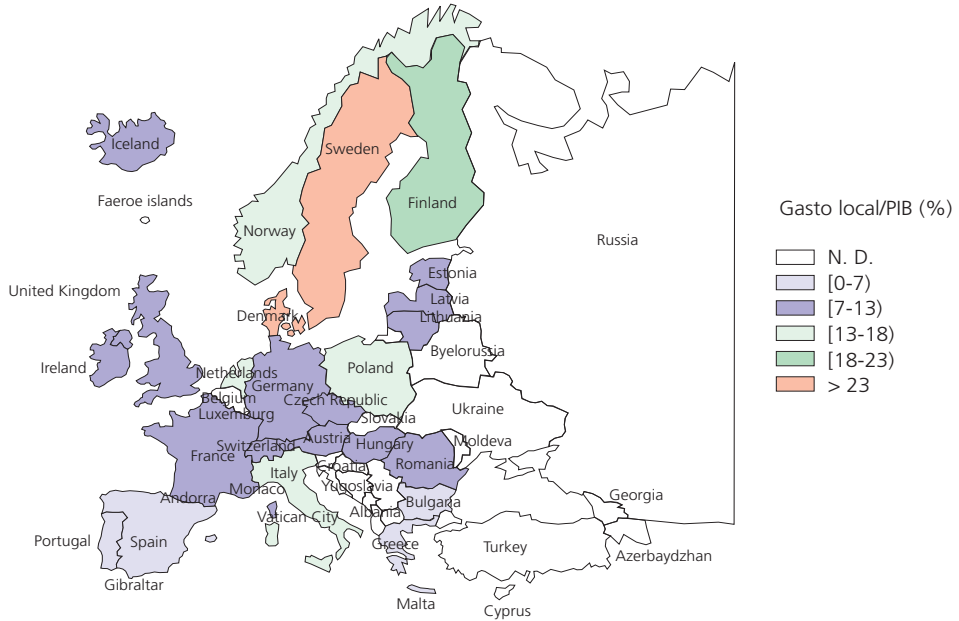 Iceland
Sweden
Faeroe islands
Finland
Norway
Russia
Estonia
United Kingdom
Latvia
Denmark
Lithuania
Byelorussia
Ireland
Netherlands
Poland
Germany
Belgium
Czech Republic
Luxemburg
Slovakia
Ukraine
Switzerland
Austria
Hungary
Moldeva
France
Italy
Croatia
Romania
Monaco
Yugoslavia
Andorra
Georgia
Vatican City
Albania
Bulgaria
Portugal
Spain
Greece
Turkey
Azerbaydzhan
Gibraltar
Malta
Cyprus
Gasto local/PIB (%)
N. D.
[0-7)
[7-13)
[13-18)
[18-23)
> 23